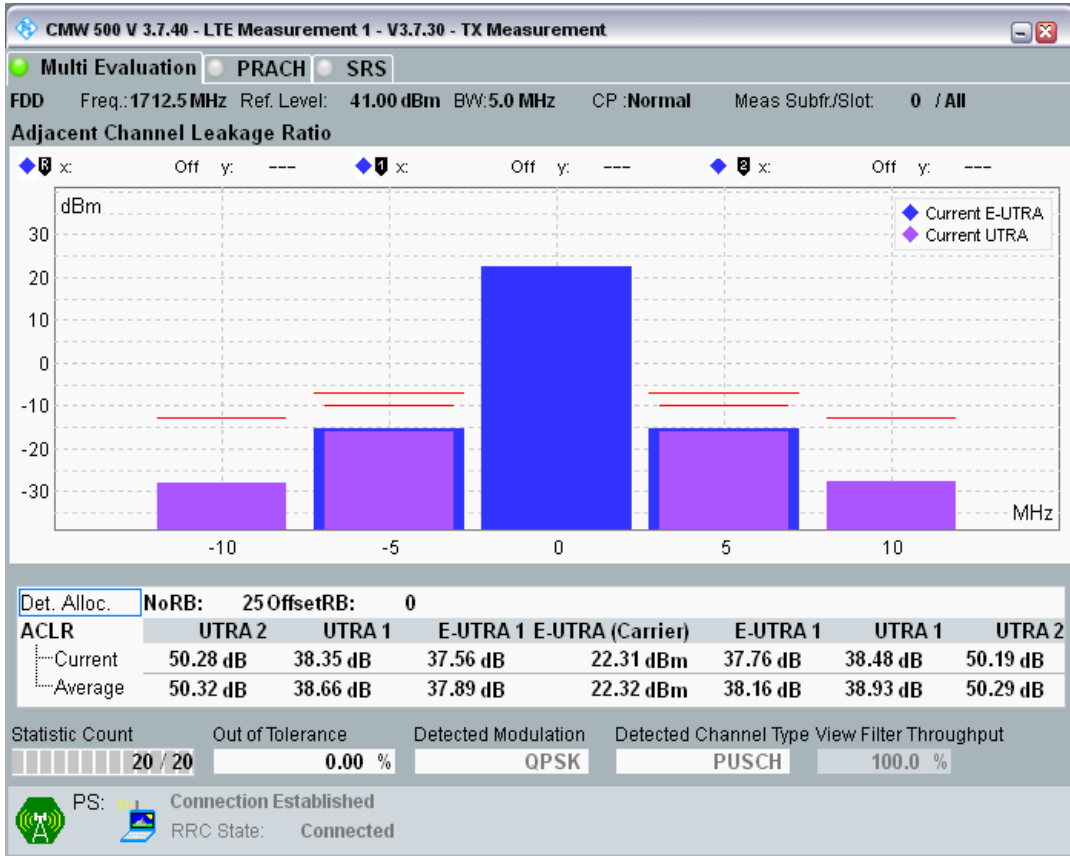 CMW 500 V 3.7.40 - LTE Measurement 1 - V3.7.30 - TX Measurement
Multi Evaluation PRACH SRS
FDD Freq.:1712.5 MHz Ref. Level: 41.00 dBm BW:5.0 MHz CP :Normal Meas Subfr./Slot: 0 / All
Adjacent Channel Leakage Ratio
R x: Off y: --- 1 x: Off y: --- 2 x: Off y: ---
dBm
Current E-UTRA
Current UTRA
30
20
10
0
-10
-20
-30
MHz
-10 -5 0 5 10
Det. Alloc. NoRB: 25 OffsetRB: 0
ACLR UTRA 2 UTRA 1 E-UTRA 1 E-UTRA (Carrier) E-UTRA 1 UTRA 1 UTRA 2
Current 50.28 dB 38.35 dB 37.56 dB 22.31 dBm 37.76 dB 38.48 dB 50.19 dB
Average 50.32 dB 38.66 dB 37.89 dB 22.32 dBm 38.16 dB 38.93 dB 50.29 dB
Statistic Count Out of Tolerance Detected Modulation Detected Channel Type View Filter Throughput
20 / 20 0.00 % QPSK PUSCH 100.0 %
PS: Connection Established
RRC State: Connected